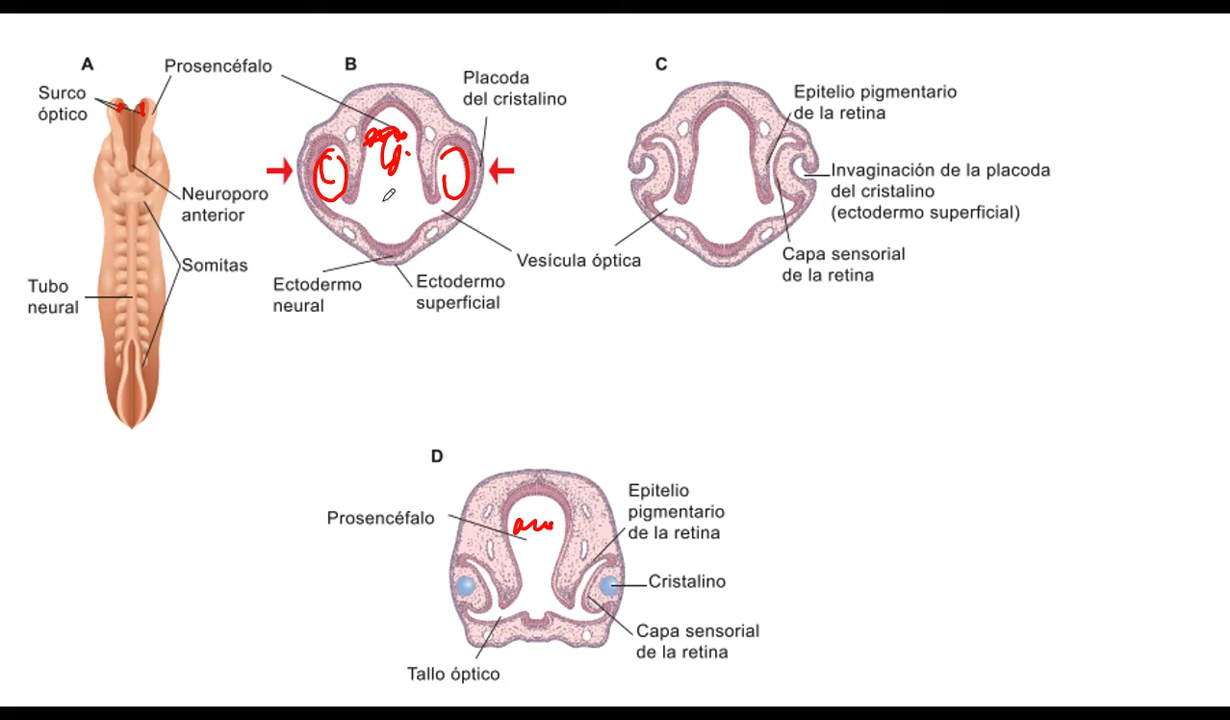 A
Prosencéfalo
Surco
óptico
Neuroporo
anterior
Somitas
Tubo
neural
B
Placoda
del cristalino
Vesícula óptica
Ectodermo
neural
Ectodermo
superficial
C
Epitelio pigmentario
de la retina
Invaginación de la placoda
del cristalino
(ectodermo superficial)
Capa sensorial
de la retina
D
Prosencéfalo
Epitelio
pigmentario
de la retina
Cristalino
Capa sensorial
de la retina
Tallo óptico